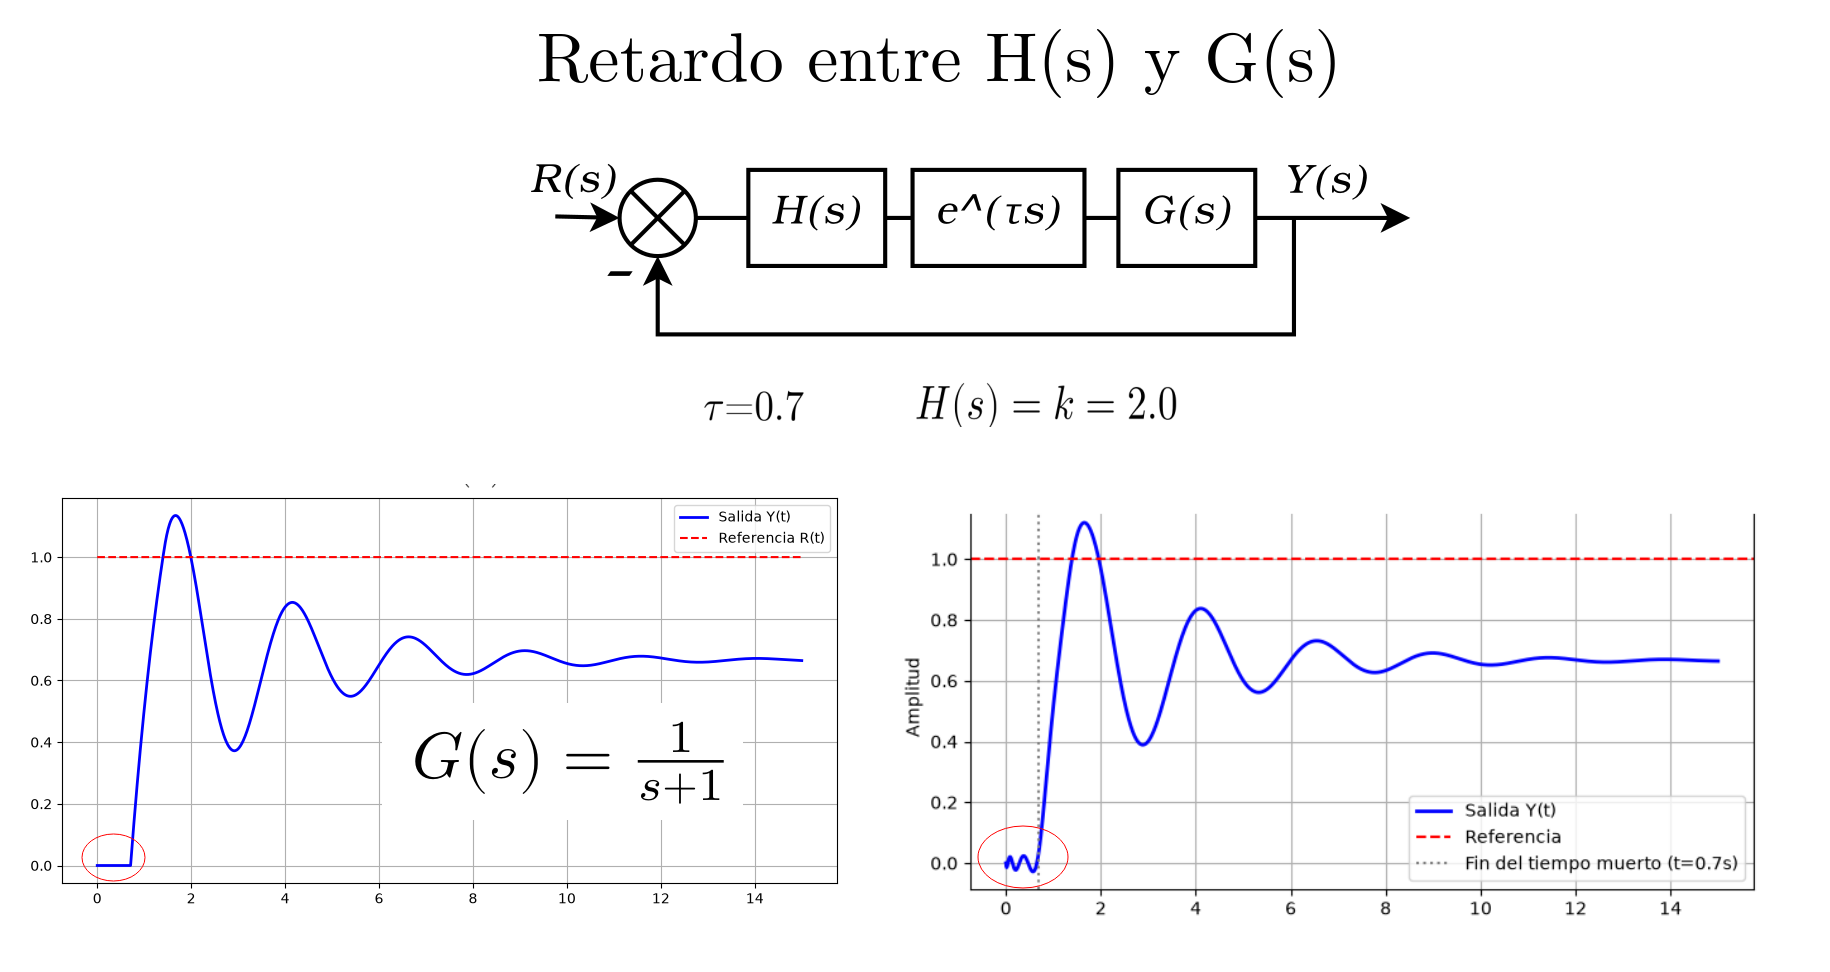 Retardo entre H(s) y G(s)
R(s)
H(s)
e^(τs)
G(s)
Y(s)
-
τ=0.7
H(s) = k = 2.0
Salida Y(t)
Referencia R(t)
1.0
0.8
0.6
0.4
0.2
0.0
0 2 4 6 8 10 12 14
G(s) = 1/(s+1)
Amplitud
1.0
0.8
0.6
0.4
0.2
0.0
Salida Y(t)
Referencia
Fin del tiempo muerto (t=0.7s)
0 2 4 6 8 10 12 14